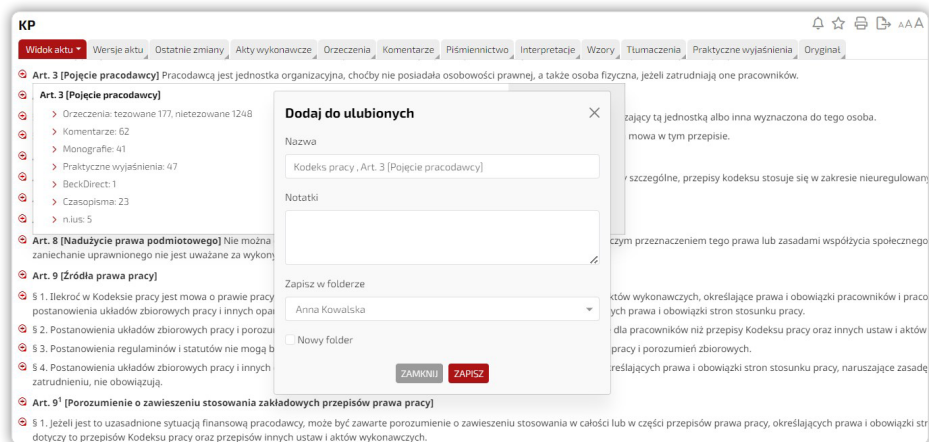 KP
AAA
Widok aktu Wersje aktu Ostatnie zmiany Akty wykonawcze Orzeczenia Komentarze Piśmiennictwo Interpretacje Wzory Tłumaczenia Praktyczne wyjaśnienia Oryginał
Art. 3 [Pojęcie pracodawcy] Pracodawcą jest jednostka organizacyjna, choćby nie posiadała osobowości prawnej, a także osoba fizyczna, jeżeli zatrudniają one pracowników.
Art. 3 [Pojęcie pracodawcy]
Orzeczenia: tezowane 177, nietezowane 1248
Komentarze: 62
Monografie: 41
Praktyczne wyjaśnienia: 47
BeckDirect: 1
Czasopisma: 23
n.ius: 5
Dodaj do ulubionych
Nazwa
Kodeks pracy , Art. 3 [Pojęcie pracodawcy]
Notatki
Zapisz w folderze
Anna Kowalska
Nowy folder
ZAMKNIJ ZAPISZ
zający tą jednostką albo inna wyznaczona do tego osoba.
mowa w tym przepisie.
szczególne, przepisy kodeksu stosuje się w zakresie nieuregulowany
Art. 8 [Nadużycie prawa podmiotowego] Nie można czym przeznaczeniem tego prawa lub zasadami współżycia społecznego
zaniechanie uprawnionego nie jest uważane za wykony
Art. 9 [Źródła prawa pracy]
§ 1. Ilekroć w Kodeksie pracy jest mowa o prawie pracy któw wykonawczych, określające prawa i obowiązki pracowników i praco
postanowienia układów zbiorowych pracy i innych opar ych prawa i obowiązki stron stosunku pracy.
§ 2. Postanowienia układów zbiorowych pracy i porozu dla pracowników niż przepisy Kodeksu pracy oraz innych ustaw i aktów
§ 3. Postanowienia regulaminów i statutów nie mogą b pracy i porozumień zbiorowych.
§ 4. Postanowienia układów zbiorowych pracy i innych reślających prawa i obowiązki stron stosunku pracy, naruszające zasadę
zatrudnieniu, nie obowiązują.
Art. 9¹ [Porozumienie o zawieszeniu stosowania zakładowych przepisów prawa pracy]
§ 1. Jeżeli jest to uzasadnione sytuacją finansową pracodawcy, może być zawarte porozumienie o zawieszeniu stosowania w całości lub w części przepisów prawa pracy, określających prawa i obowiązki str
dotyczy to przepisów Kodeksu pracy oraz przepisów innych ustaw i aktów wykonawczych.